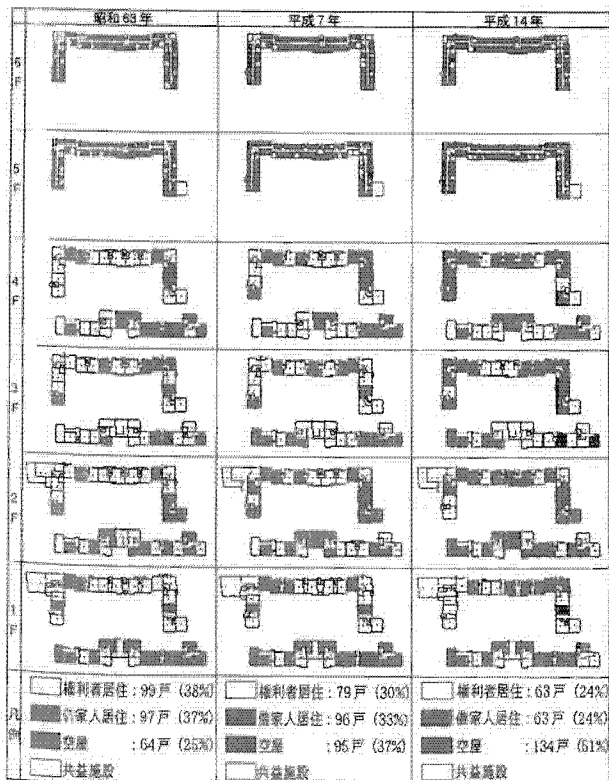 昭和63年 平成7年 平成14年
6F
5F
4F
3F
2F
1F
凡例
権利者居住：99戸 (38%) 権利者居住：79戸 (30%) 権利者居住：63戸 (24%)
借家人居住：97戸 (37%) 借家人居住：96戸 (33%) 借家人居住：63戸 (24%)
空屋 ：64戸 (25%) 空屋 ：95戸 (37%) 空屋 ：134戸 (51%)
共益施設 共益施設 共益施設